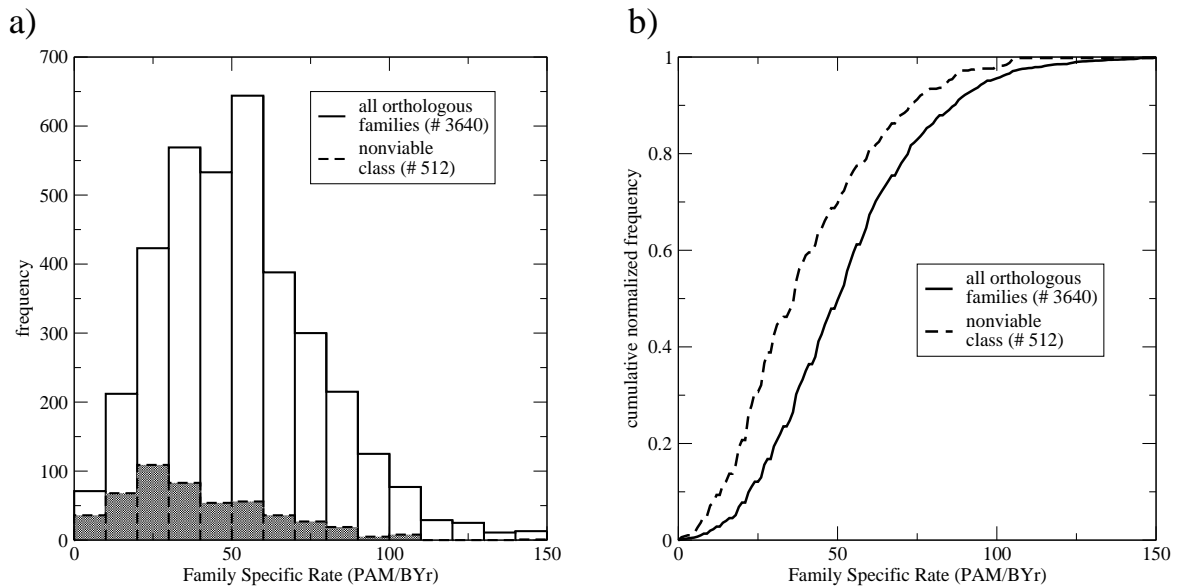 a)
700
600
500
400
300
200
100
0
frequency
0
50
100
150
Family Specific Rate (PAM/BYr)
all orthologous
families (# 3640)
nonviable
class (# 512)
b)
1
0.8
0.6
0.4
0.2
0
cumulative normalized frequency
0
50
100
150
Family Specific Rate (PAM/BYr)
all orthologous
families (# 3640)
nonviable
class (# 512)